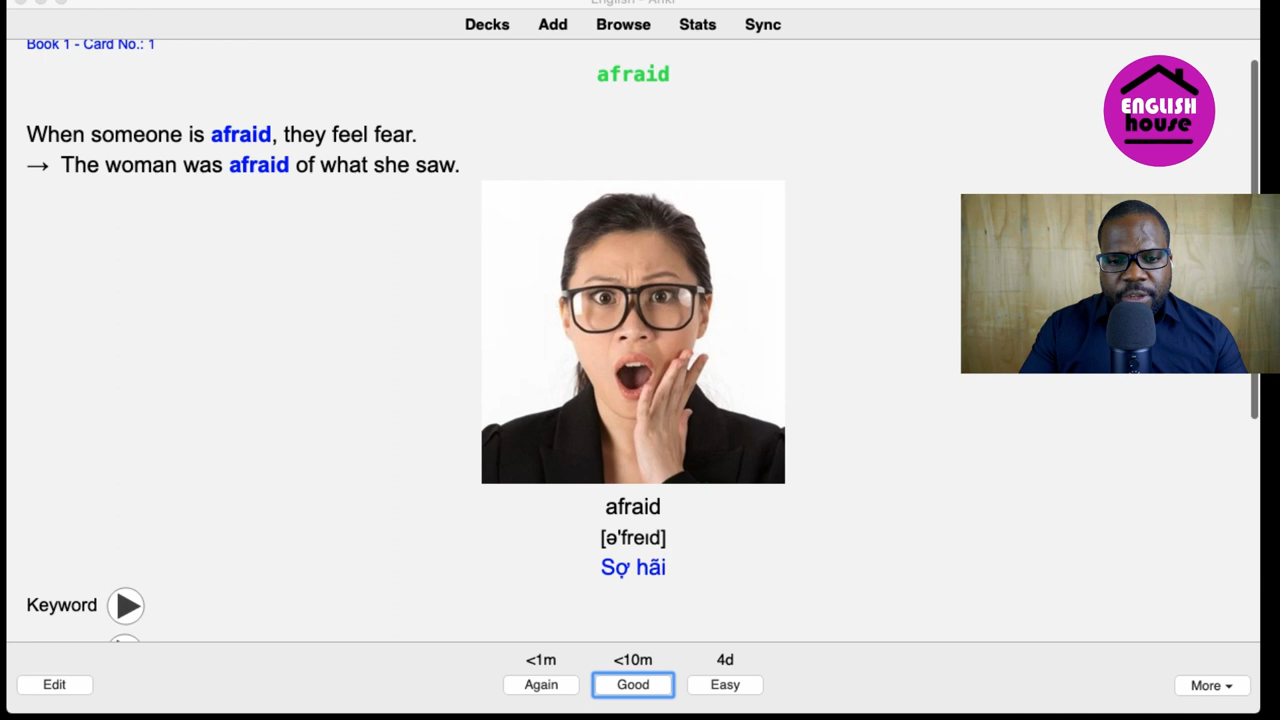 English - Anki
Decks Add Browse Stats Sync
Book 1 - Card No.: 1
afraid
ENGLISH
house
When someone is afraid, they feel fear.
→ The woman was afraid of what she saw.
afraid
[ə'freɪd]
Sợ hãi
Keyword
<1m <10m 4d
Edit Again Good Easy More